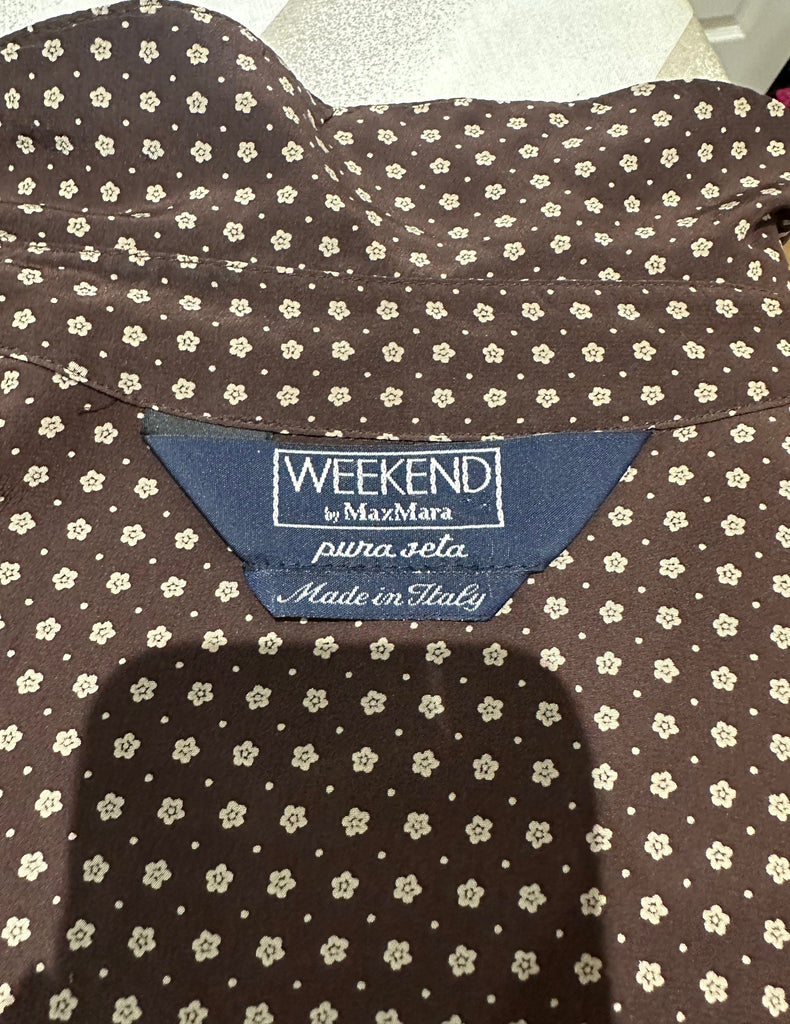 WEEKEND
by MaxMara
pura seta
Made in Italy